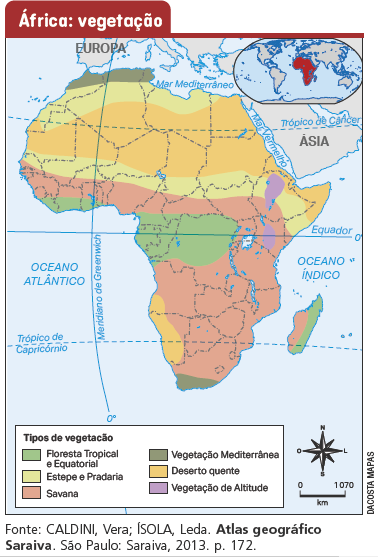 África: vegetação
EUROPA
Mar Mediterrâneo
Trópico de Câncer
ÁSIA
Mar Vermelho
Equador
0°
OCEANO
ATLÂNTICO
Meridiano de Greenwich
OCEANO
ÍNDICO
Trópico de
Capricórnio
0°
Tipos de vegetação
Floresta Tropical
e Equatorial
Estepe e Pradaria
Savana
Vegetação Mediterrânea
Deserto quente
Vegetação de Altitude
N
O
L
S
0
1070
km
DACOSTA MAPAS
Fonte: CALDINI, Vera; ÍSOLA, Leda. Atlas geográfico
Saraiva. São Paulo: Saraiva, 2013. p. 172.